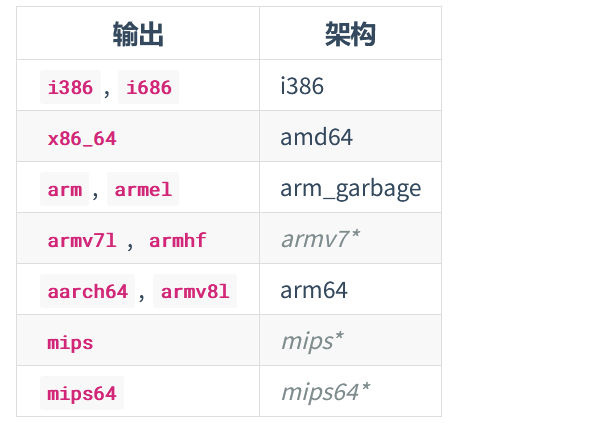 输出 架构
i386 , i686 i386
x86_64 amd64
arm , armel arm_garbage
armv7l , armhf armv7*
aarch64 , armv8l arm64
mips mips*
mips64 mips64*